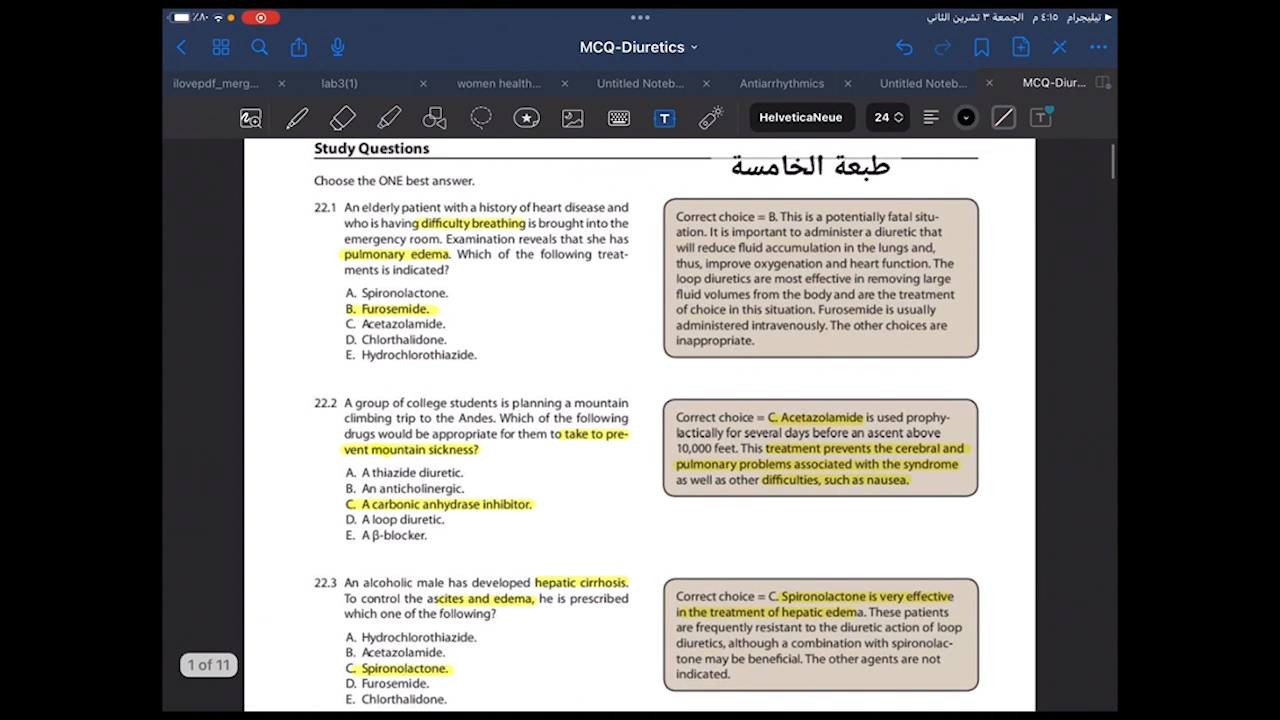 ٪٨٠
الجمعة ٣ تشرين الثاني ٤:١٥ م تيليجرام
MCQ-Diuretics
ilovepdf_merg...
lab3(1)
women health...
Untitled Noteb...
Antiarrhythmics
Untitled Noteb...
MCQ-Diur...
HelveticaNeue
24
Study Questions
طبعة الخامسة
Choose the ONE best answer.
22.1 An elderly patient with a history of heart disease and
who is having difficulty breathing is brought into the
emergency room. Examination reveals that she has
pulmonary edema. Which of the following treat-
ments is indicated?
A. Spironolactone.
B. Furosemide.
C. Acetazolamide.
D. Chlorthalidone.
E. Hydrochlorothiazide.
Correct choice = B. This is a potentially fatal situ-
ation. It is important to administer a diuretic that
will reduce fluid accumulation in the lungs and,
thus, improve oxygenation and heart function. The
loop diuretics are most effective in removing large
fluid volumes from the body and are the treatment
of choice in this situation. Furosemide is usually
administered intravenously. The other choices are
inappropriate.
22.2 A group of college students is planning a mountain
climbing trip to the Andes. Which of the following
drugs would be appropriate for them to take to pre-
vent mountain sickness?
A. A thiazide diuretic.
B. An anticholinergic.
C. A carbonic anhydrase inhibitor.
D. A loop diuretic.
E. A β-blocker.
Correct choice = C. Acetazolamide is used prophy-
lactically for several days before an ascent above
10,000 feet. This treatment prevents the cerebral and
pulmonary problems associated with the syndrome
as well as other difficulties, such as nausea.
22.3 An alcoholic male has developed hepatic cirrhosis.
To control the ascites and edema, he is prescribed
which one of the following?
A. Hydrochlorothiazide.
B. Acetazolamide.
C. Spironolactone.
D. Furosemide.
E. Chlorthalidone.
Correct choice = C. Spironolactone is very effective
in the treatment of hepatic edema. These patients
are frequently resistant to the diuretic action of loop
diuretics, although a combination with spironolac-
tone may be beneficial. The other agents are not
indicated.
1 of 11